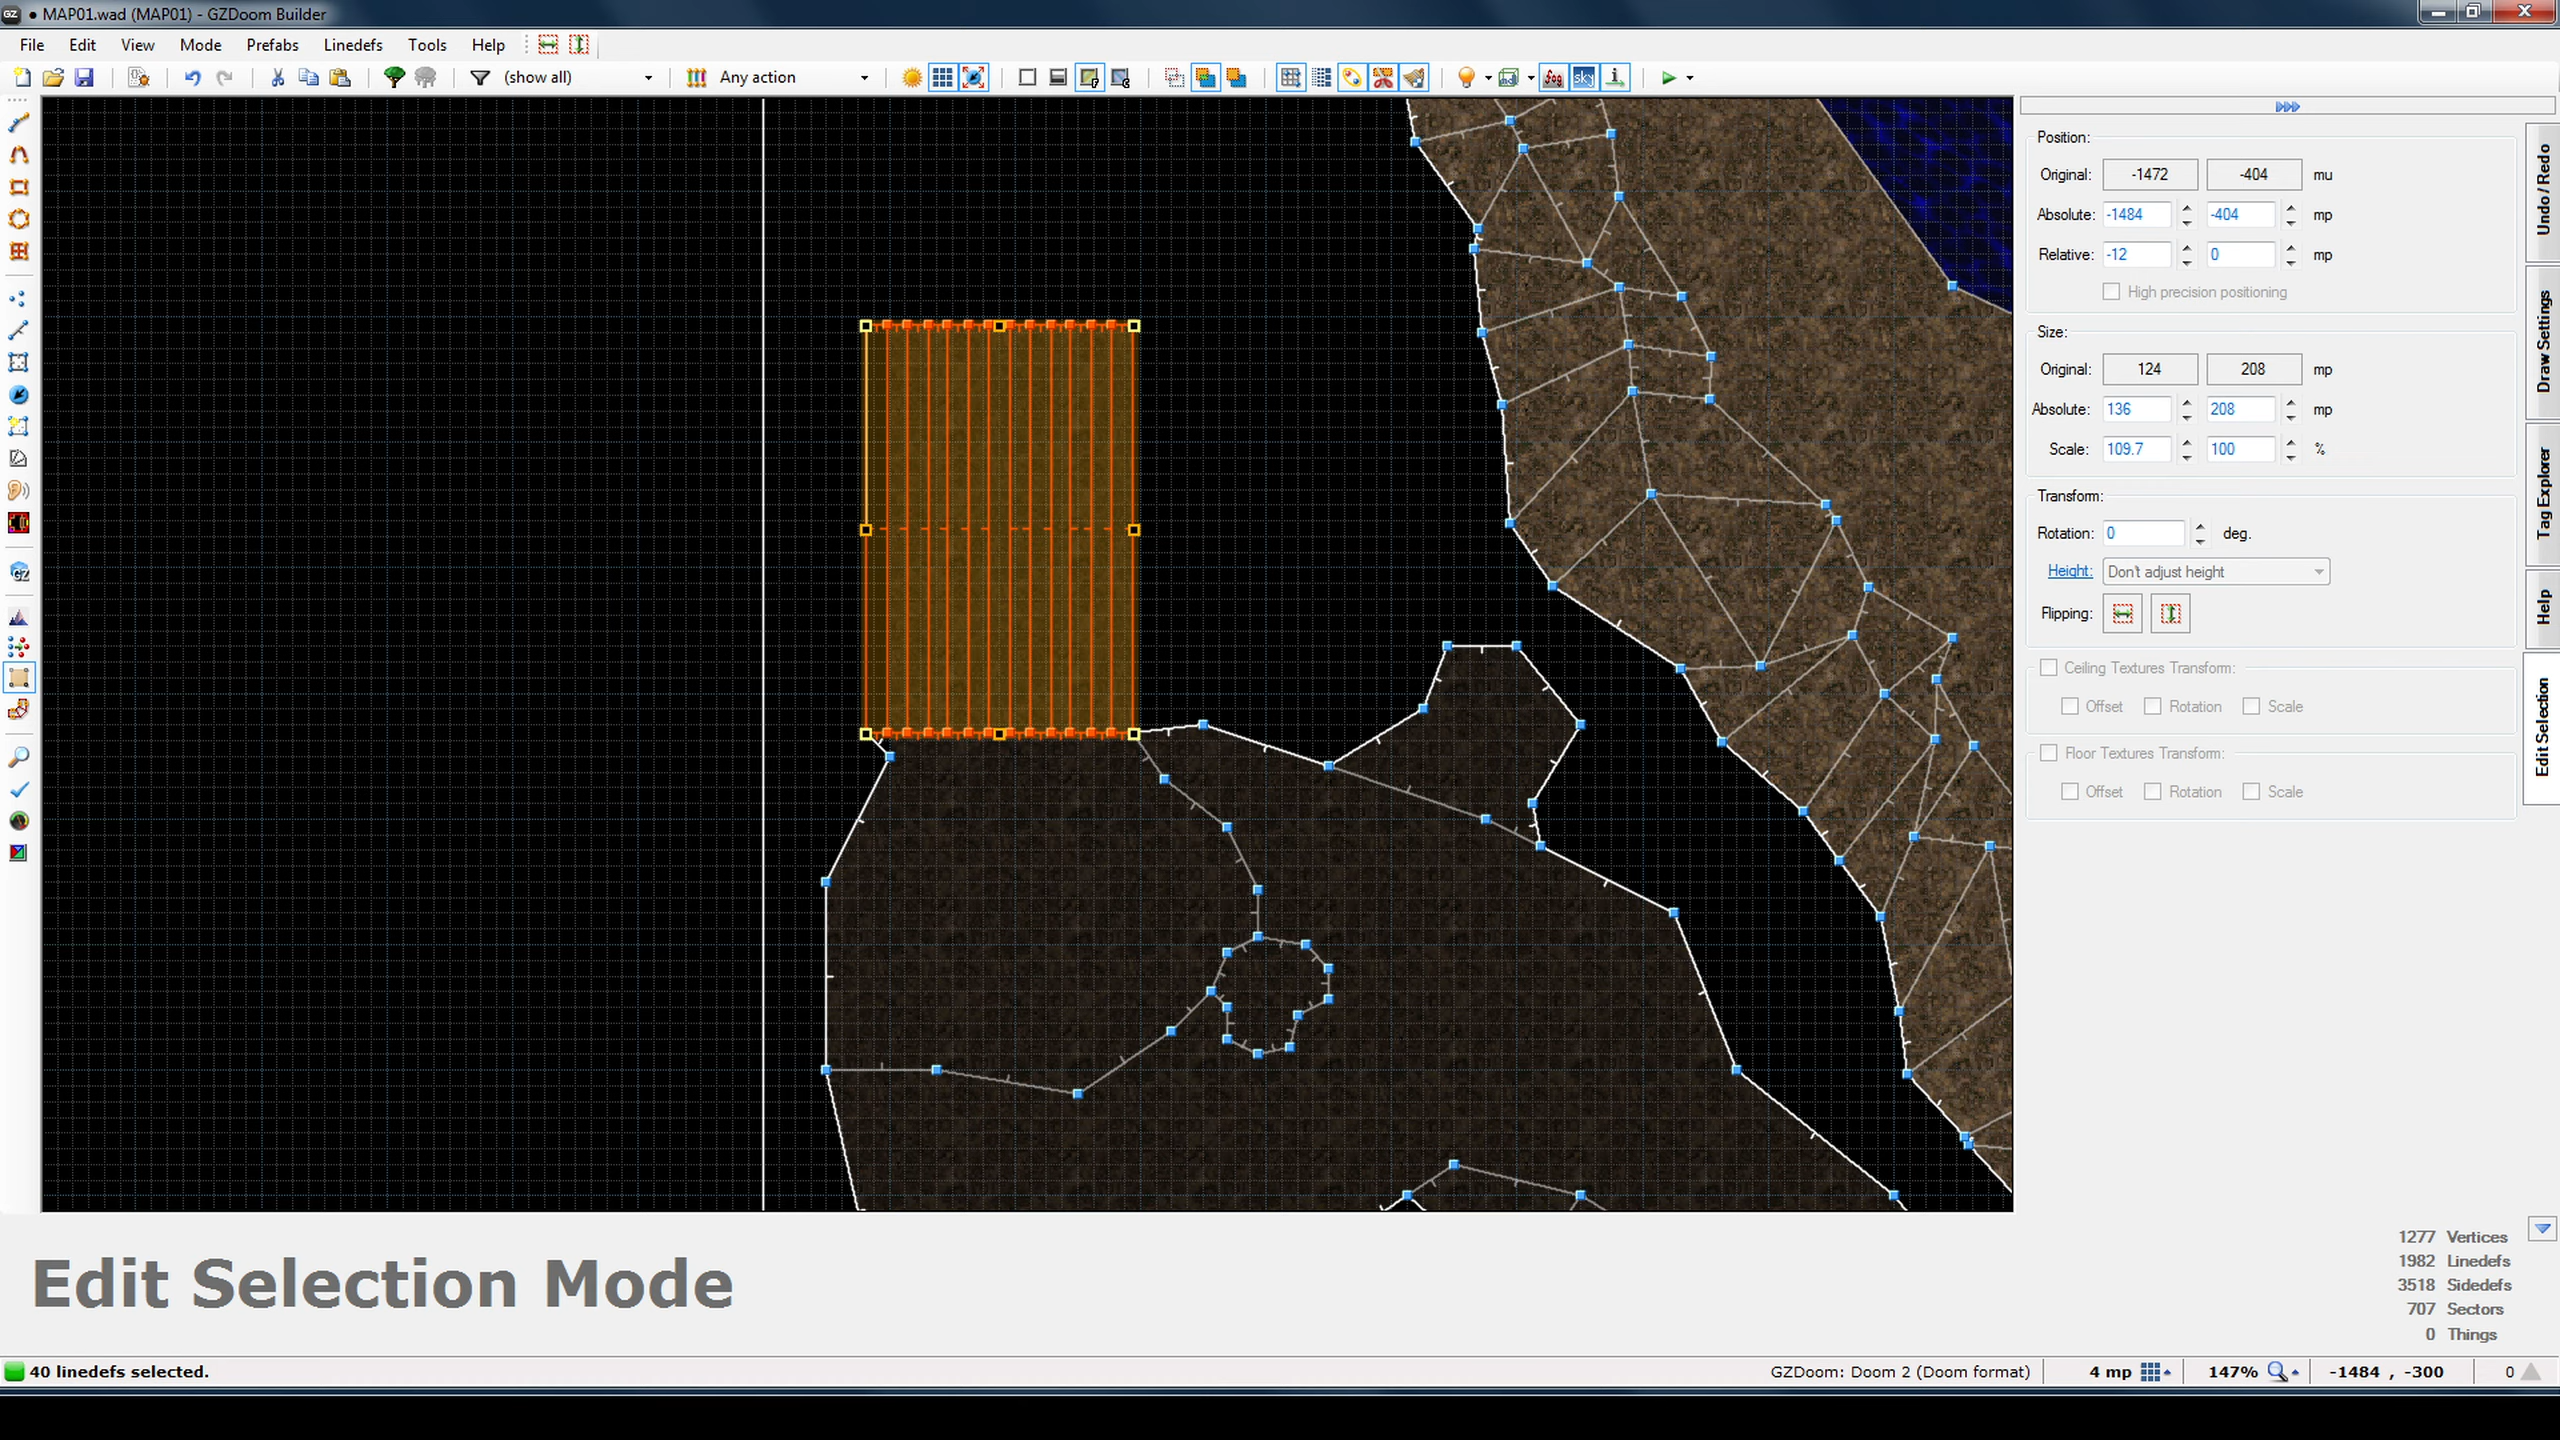 ● MAP01.wad (MAP01) - GZDoom Builder
File Edit View Mode Prefabs Linedefs Tools Help
(show all) Any action fog sky
Position:
Original: -1472 -404 mu
Absolute: -1484 -404 mp
Relative: -12 0 mp
High precision positioning
Size:
Original: 124 208 mp
Absolute: 136 208 mp
Scale: 109.7 100 %
Transform:
Rotation: 0 deg.
Height: Don't adjust height
Flipping:
Ceiling Textures Transform:
Offset Rotation Scale
Floor Textures Transform:
Offset Rotation Scale
Undo / Redo
Draw Settings
Tag Explorer
Help
Edit Selection
Edit Selection Mode
1277 Vertices
1982 Linedefs
3518 Sidedefs
707 Sectors
0 Things
40 linedefs selected.
GZDoom: Doom 2 (Doom format) 4 mp 147% -1484 , -300 0